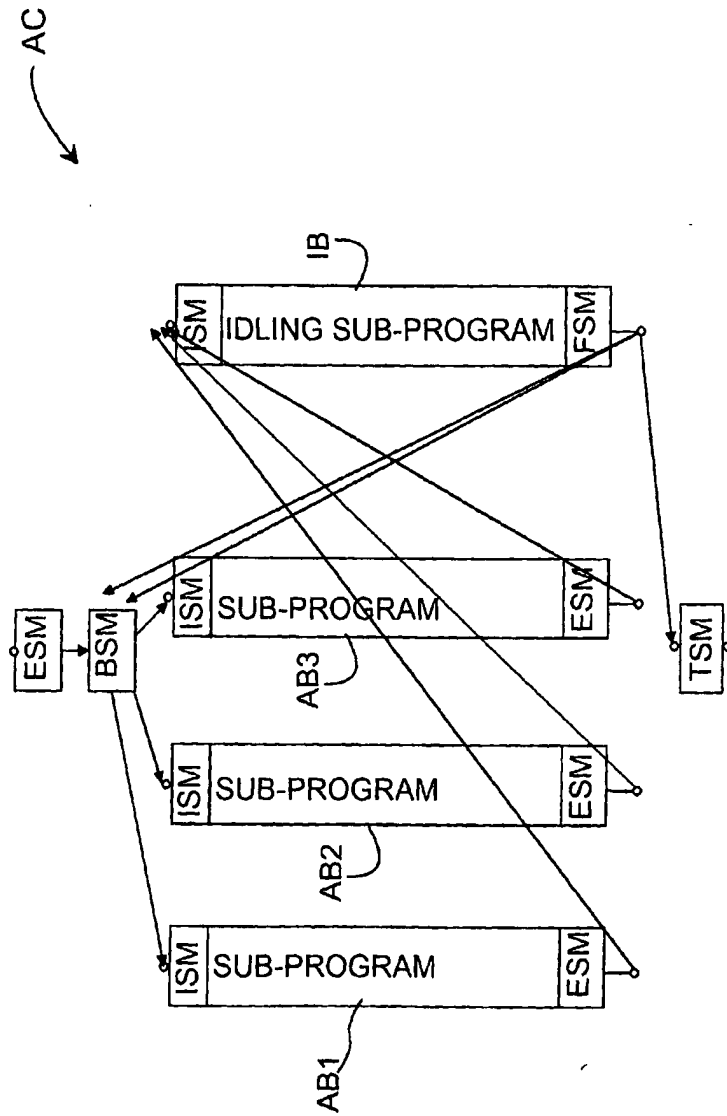 AC
ESM
BSM
ISM
SUB-PROGRAM
ESM
AB1
ISM
SUB-PROGRAM
ESM
AB2
ISM
SUB-PROGRAM
ESM
AB3
ISM
IDLING SUB-PROGRAM
FSM
IB
TSM